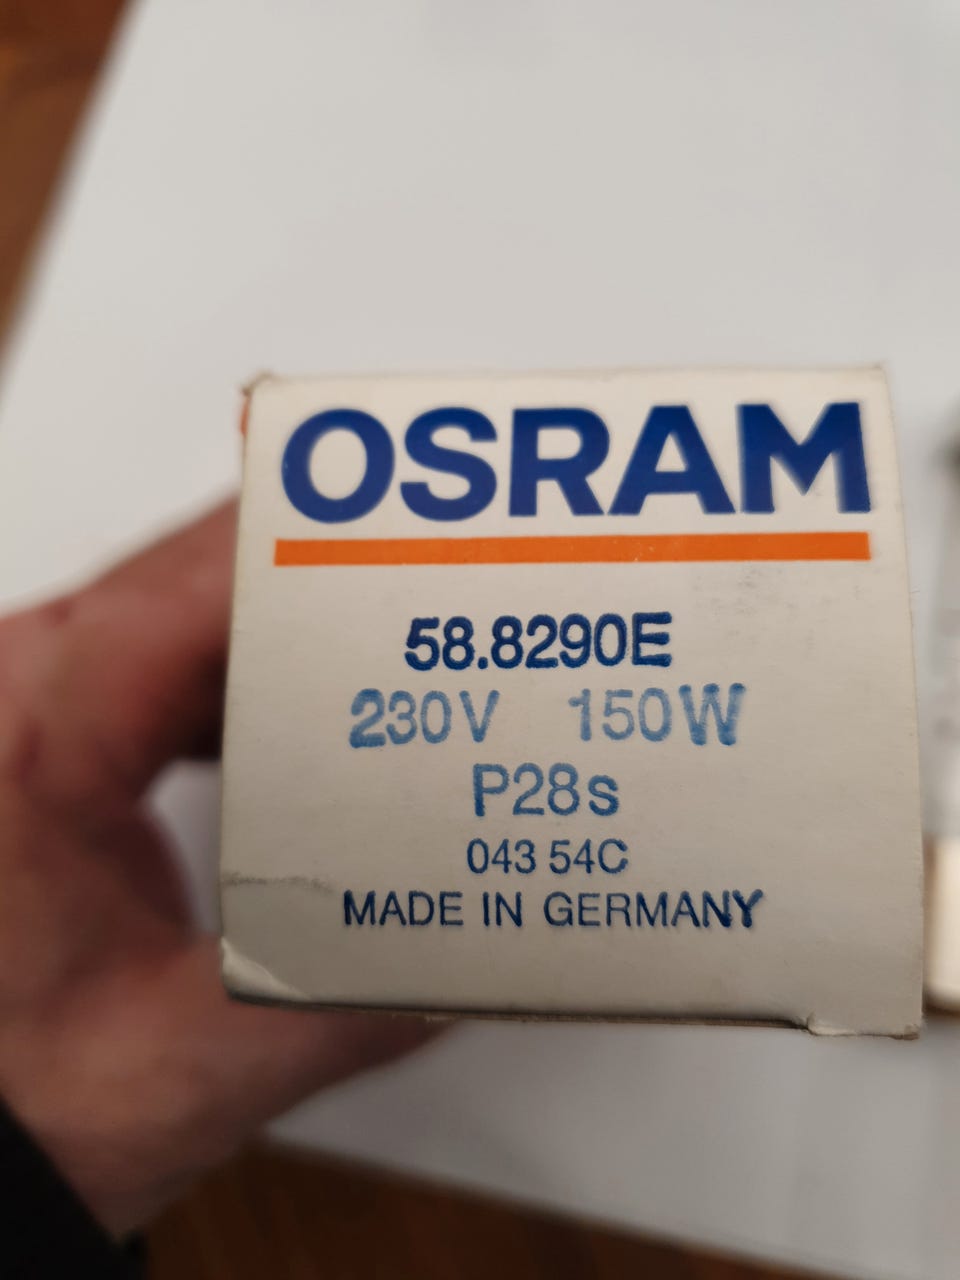 OSRAM
58.8290E
230V 150W
P28s
043 54C
MADE IN GERMANY